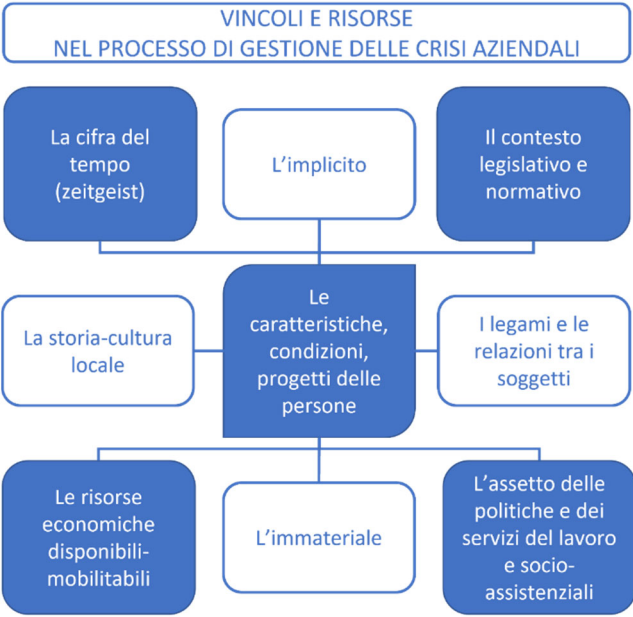 VINCOLI E RISORSE
NEL PROCESSO DI GESTIONE DELLE CRISI AZIENDALI
La cifra del
tempo
(zeitgeist)
L’implicito
Il contesto
legislativo e
normativo
La storia-cultura
locale
Le
caratteristiche,
condizioni,
progetti delle
persone
I legami e le
relazioni tra i
soggetti
Le risorse
economiche
disponibili-
mobilitabili
L’immateriale
L’assetto delle
politiche e dei
servizi del lavoro
e socio-
assistenziali